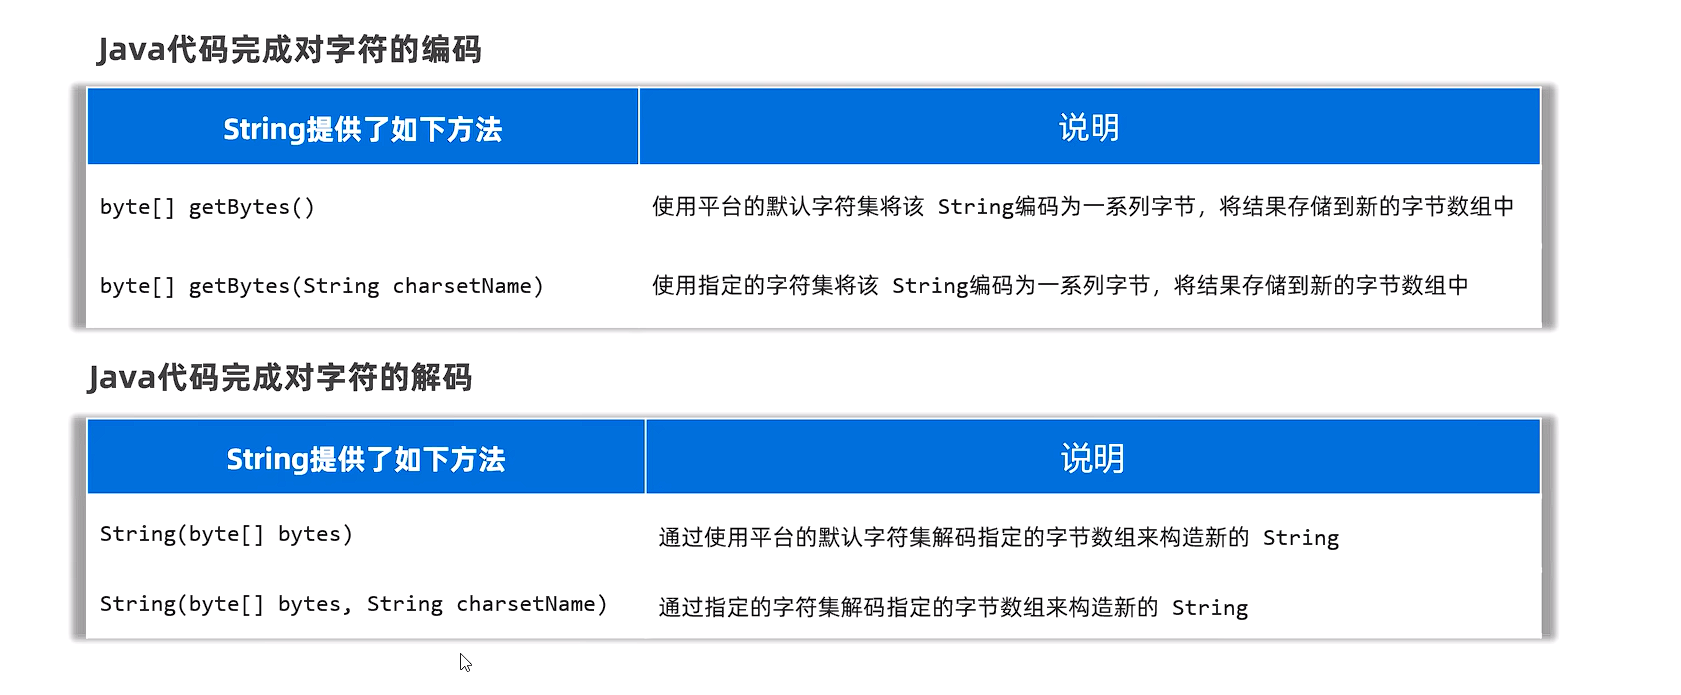 Java代码完成对字符的编码
String提供了如下方法 说明
byte[] getBytes() 使用平台的默认字符集将该 String编码为一系列字节，将结果存储到新的字节数组中
byte[] getBytes(String charsetName) 使用指定的字符集将该 String编码为一系列字节，将结果存储到新的字节数组中
Java代码完成对字符的解码
String提供了如下方法 说明
String(byte[] bytes) 通过使用平台的默认字符集解码指定的字节数组来构造新的 String
String(byte[] bytes, String charsetName) 通过指定的字符集解码指定的字节数组来构造新的 String